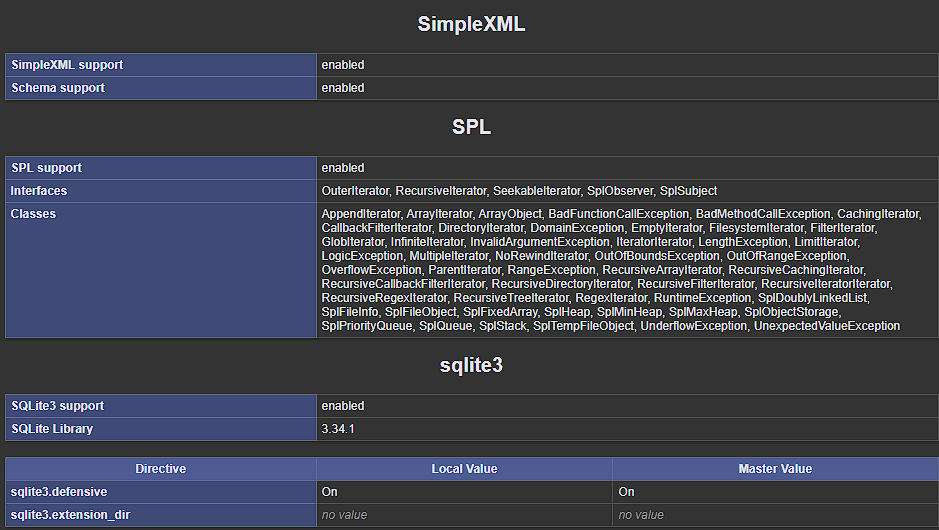 SimpleXML
SimpleXML support enabled
Schema support enabled
SPL
SPL support enabled
Interfaces OuterIterator, RecursiveIterator, SeekableIterator, SplObserver, SplSubject
Classes AppendIterator, ArrayIterator, ArrayObject, BadFunctionCallException, BadMethodCallException, CachingIterator,
CallbackFilterIterator, DirectoryIterator, DomainException, EmptyIterator, FilesystemIterator, FilterIterator,
GlobIterator, InfiniteIterator, InvalidArgumentException, IteratorIterator, LengthException, LimitIterator,
LogicException, MultipleIterator, NoRewindIterator, OutOfBoundsException, OutOfRangeException,
OverflowException, ParentIterator, RangeException, RecursiveArrayIterator, RecursiveCachingIterator,
RecursiveCallbackFilterIterator, RecursiveDirectoryIterator, RecursiveFilterIterator, RecursiveIteratorIterator,
RecursiveRegexIterator, RecursiveTreeIterator, RegexIterator, RuntimeException, SplDoublyLinkedList,
SplFileInfo, SplFileObject, SplFixedArray, SplHeap, SplMinHeap, SplMaxHeap, SplObjectStorage,
SplPriorityQueue, SplQueue, SplStack, SplTempFileObject, UnderflowException, UnexpectedValueException
sqlite3
SQLite3 support enabled
SQLite Library 3.34.1
Directive Local Value Master Value
sqlite3.defensive On On
sqlite3.extension_dir no value no value